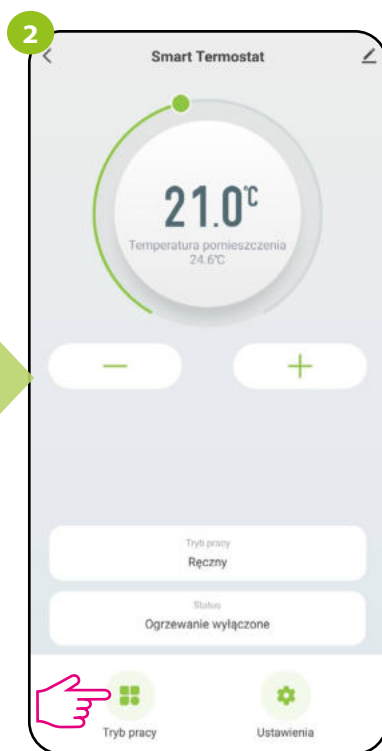 2
Smart Termostat
21.0°C
Temperatura pomieszczenia
24.6°C
Tryb pracy
Ręczny
Status
Ogrzewanie wyłączone
Tryb pracy
Ustawienia